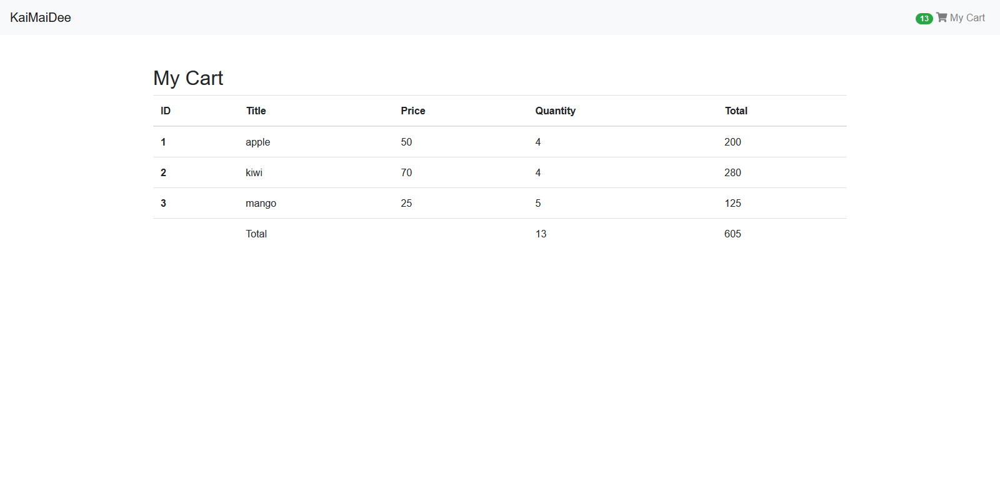 KaiMaiDee 13 My Cart
My Cart
ID Title Price Quantity Total
1 apple 50 4 200
2 kiwi 70 4 280
3 mango 25 5 125
Total 13 605